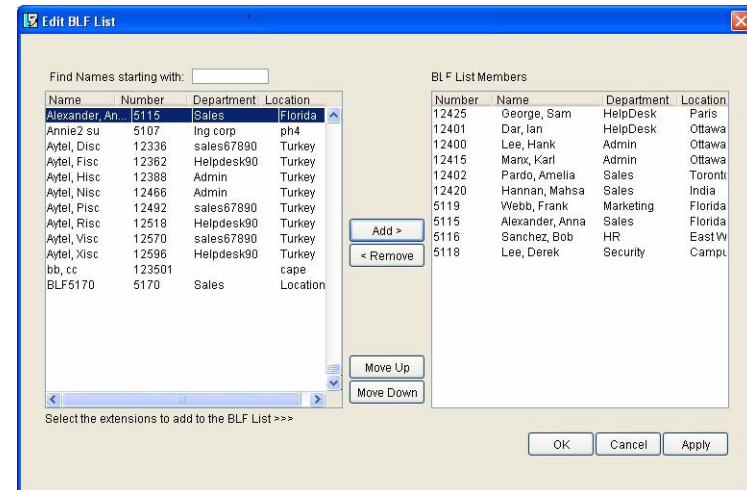 Edit BLF List
Find Names starting with:
BLF List Members
Name Number Department Location
Alexander, An... 5115 Sales Florida
Annie2 su 5107 Ing corp ph4
Aytel, Disc 12336 sales67890 Turkey
Aytel, Fisc 12362 Helpdesk90 Turkey
Aytel, Hisc 12388 Admin Turkey
Aytel, Nisc 12466 Admin Turkey
Aytel, Pisc 12492 sales67890 Turkey
Aytel, Risc 12518 Helpdesk90 Turkey
Aytel, Visc 12570 sales67890 Turkey
Aytel, Xisc 12596 Helpdesk90 Turkey
bb, cc 123501 cape
BLF5170 5170 Sales Location
Add >
< Remove
Move Up
Move Down
Number Name Department Location
12425 George, Sam HelpDesk Paris
12401 Dar, Ian HelpDesk Ottawa
12400 Lee, Hank Admin Ottawa
12415 Manx, Karl Admin Ottawa
12402 Pardo, Amelia Sales Toronto
12420 Hannan, Mahsa Sales India
5119 Webb, Frank Marketing Florida
5115 Alexander, Anna Sales Florida
5116 Sanchez, Bob HR East W
5118 Lee, Derek Security Campu
Select the extensions to add to the BLF List >>>
OK Cancel Apply